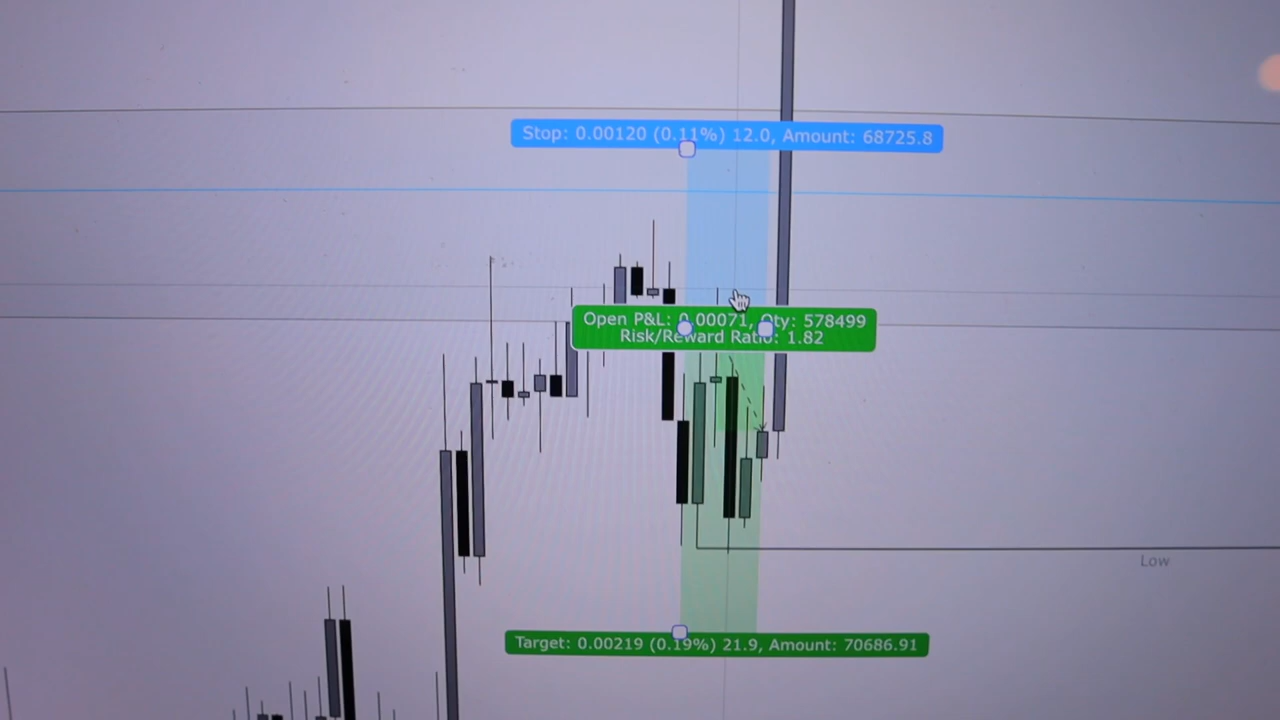 Stop: 0.00120 (0.11%) 12.0, Amount: 68725.8
Open P&L: 0.00071, Qty: 578499
Risk/Reward Ratio: 1.82
Low
Target: 0.00219 (0.19%) 21.9, Amount: 70686.91